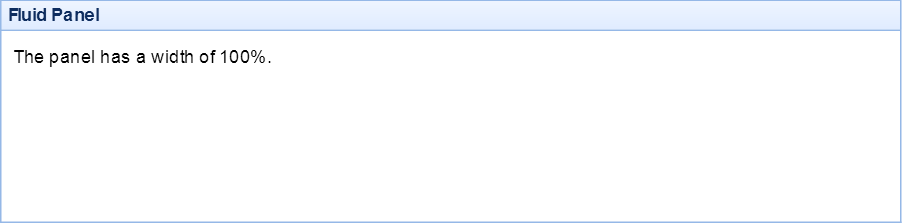 Fluid Panel
The panel has a width of 100%.